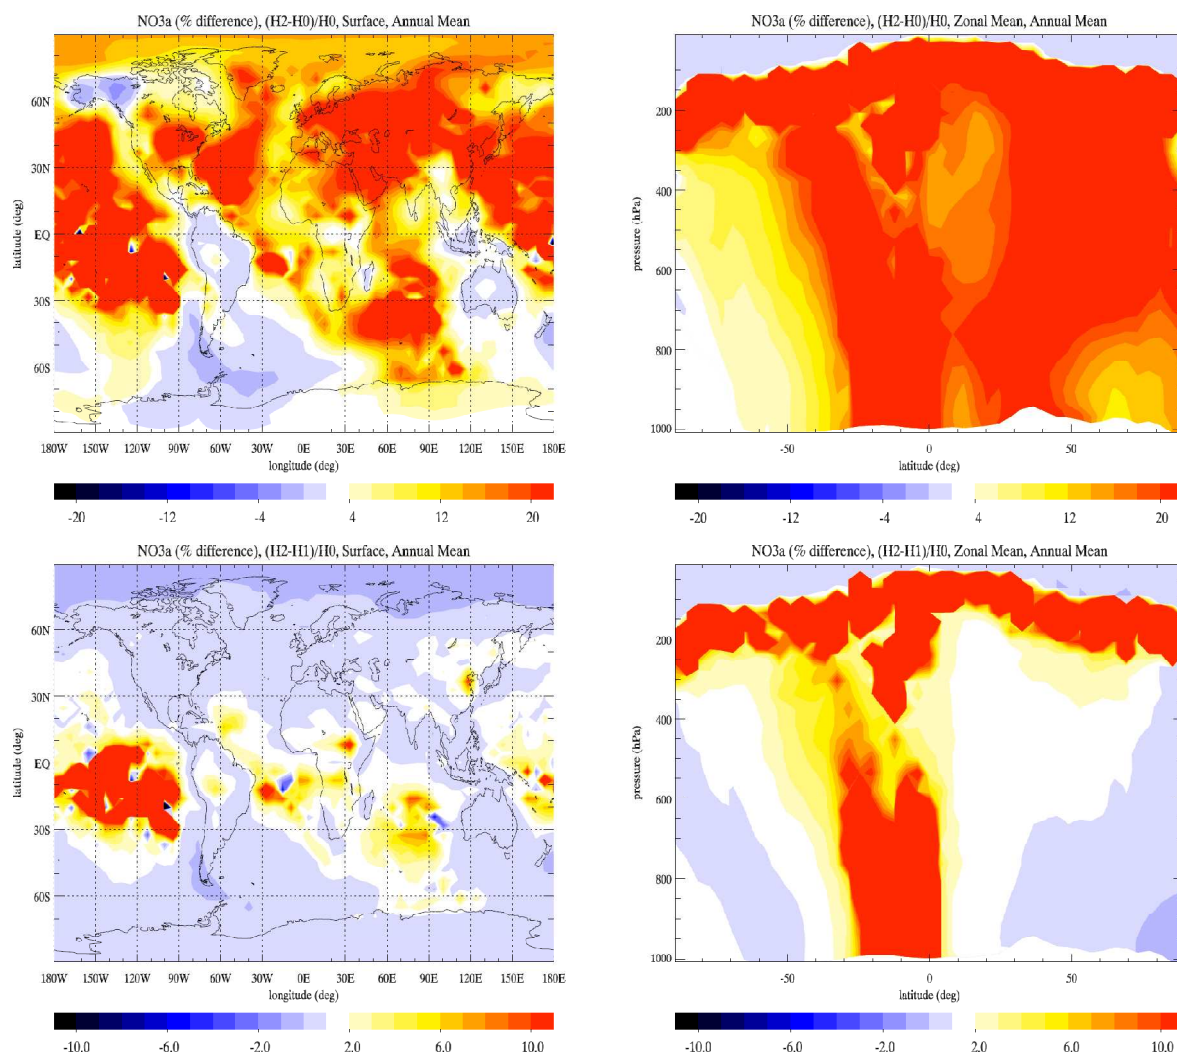 NO3a (% difference), (H2-H0)/H0, Surface, Annual Mean
60N
30N
EQ
30S
60S
latitude (deg)
180W 150W 120W 90W 60W 30W 0E 30E 60E 90E 120E 150E 180E
longitude (deg)
-20 -12 -4 4 12 20
NO3a (% difference), (H2-H0)/H0, Zonal Mean, Annual Mean
200
400
600
800
1000
pressure (hPa)
-50 0 50
latitude (deg)
-20 -12 -4 4 12 20
NO3a (% difference), (H2-H1)/H0, Surface, Annual Mean
60N
30N
EQ
30S
60S
latitude (deg)
180W 150W 120W 90W 60W 30W 0E 30E 60E 90E 120E 150E 180E
longitude (deg)
-10.0 -6.0 -2.0 2.0 6.0 10.0
NO3a (% difference), (H2-H1)/H0, Zonal Mean, Annual Mean
200
400
600
800
1000
pressure (hPa)
-50 0 50
latitude (deg)
-10.0 -6.0 -2.0 2.0 6.0 10.0